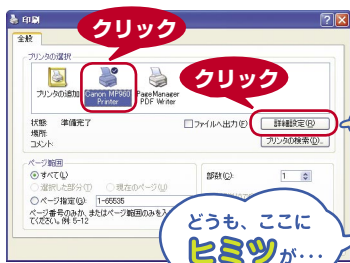 印刷
クリック
全般
プリンタの選択
クリック
プリンタの追加
Canon MP960 Printer
PageManager PDF Writer
状態: 準備完了
場所:
コメント:
ファイルへ出力(F)
詳細設定(R)
プリンタの検索(D)...
ページ範囲
すべて(L)
選択した部分(T)
現在のページ(U)
ページ指定(G):
1-65535
ページ番号のみか、またはページ範囲のみを入
てください。例: 5-12
部数(C):
1
どうも、ここに
ヒミツが・・・